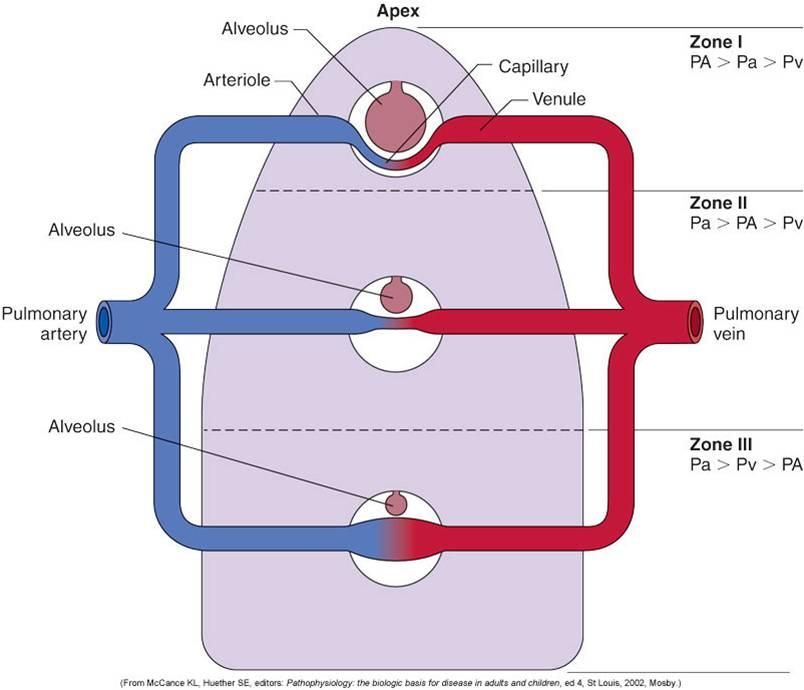 Apex
Alveolus
Arteriole
Capillary
Venule
Zone I
PA > Pa > Pv
Zone II
Pa > PA > Pv
Alveolus
Pulmonary
artery
Pulmonary
vein
Alveolus
Zone III
Pa > Pv > PA
(From McCance KL, Huether SE, editors: Pathophysiology: the biologic basis for disease in adults and children, ed 4, St Louis, 2002, Mosby.)